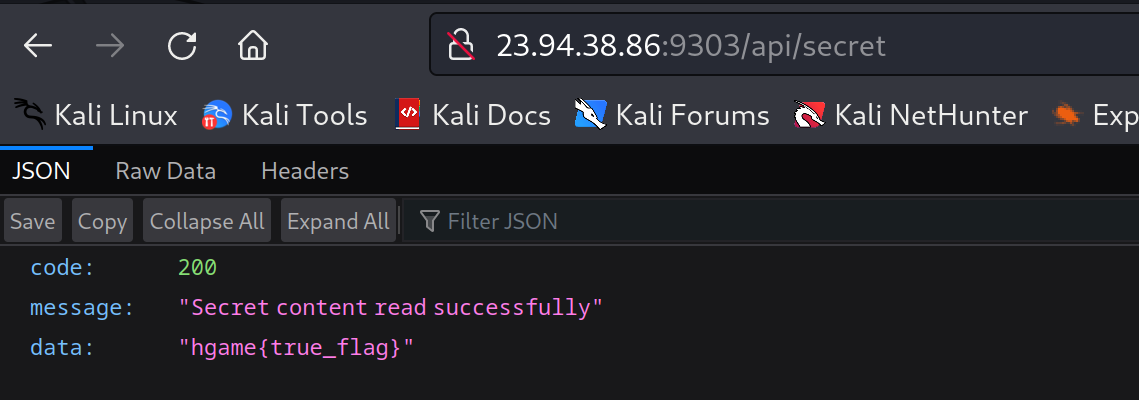 23.94.38.86:9303/api/secret
Kali Linux Kali Tools Kali Docs Kali Forums Kali NetHunter Exp
JSON Raw Data Headers
Save Copy Collapse All Expand All Filter JSON
code: 200
message: "Secret content read successfully"
data: "hgame{true_flag}"